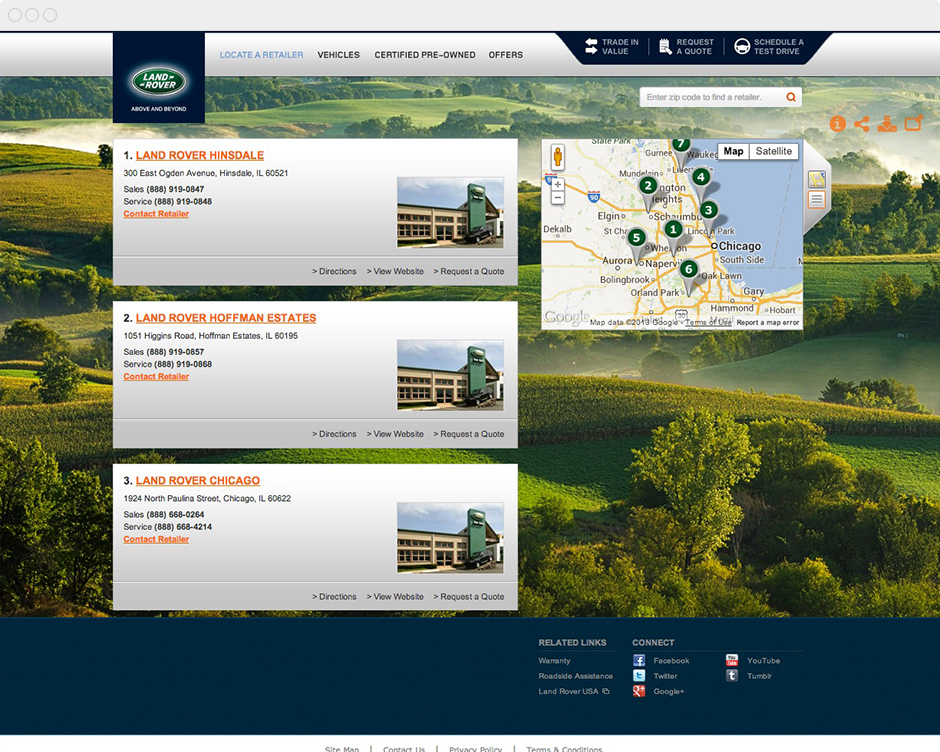 LOCATE A RETAILER VEHICLES CERTIFIED PRE-OWNED OFFERS
TRADE IN VALUE
REQUEST A QUOTE
SCHEDULE A TEST DRIVE
LAND ROVER
ABOVE AND BEYOND
Enter zip code to find a retailer.
1. LAND ROVER HINSDALE
300 East Ogden Avenue, Hinsdale, IL 60521
Sales (888) 919-0847
Service (888) 919-0848
Contact Retailer
> Directions > View Website > Request a Quote
2. LAND ROVER HOFFMAN ESTATES
1051 Higgins Road, Hoffman Estates, IL 60195
Sales (888) 919-0857
Service (888) 919-0868
Contact Retailer
> Directions > View Website > Request a Quote
3. LAND ROVER CHICAGO
1924 North Paulina Street, Chicago, IL 60622
Sales (888) 668-0264
Service (888) 668-4214
Contact Retailer
> Directions > View Website > Request a Quote
Map Satellite
State Park
Gurnee
7
Mundelein
4
2
Elgin
90
Schaumb
3
Dekalb
St Cha
5
1
Lincoln Park
Chicago
Aurora
Naperv
South Side
Bolingbrook
6
Oak Lawn
Orland Park
Gary
Hammond
Hobart
Google
Map data ©2013 Google - Terms of Use Report a map error
RELATED LINKS
Warranty
Roadside Assistance
Land Rover USA
CONNECT
Facebook YouTube
Twitter Tumblr
Google+
Site Map | Contact Us | Privacy Policy | Terms & Conditions